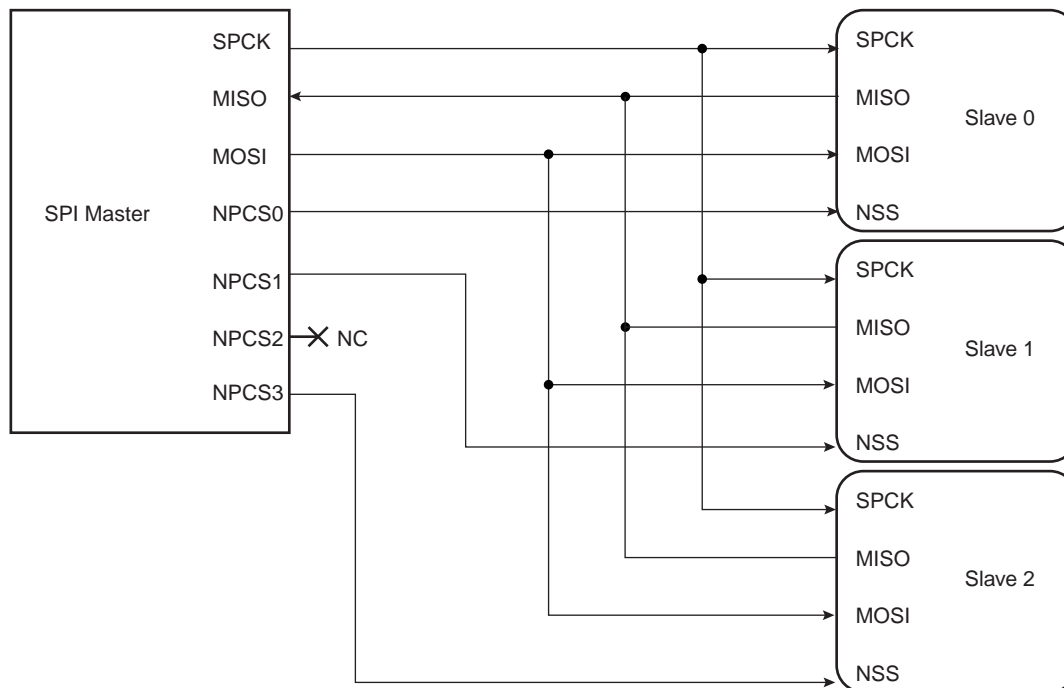 SPI Master
SPCK
MISO
MOSI
NPCS0
NPCS1
NPCS2
NC
NPCS3
SPCK
MISO
Slave 0
MOSI
NSS
SPCK
MISO
Slave 1
MOSI
NSS
SPCK
MISO
Slave 2
MOSI
NSS